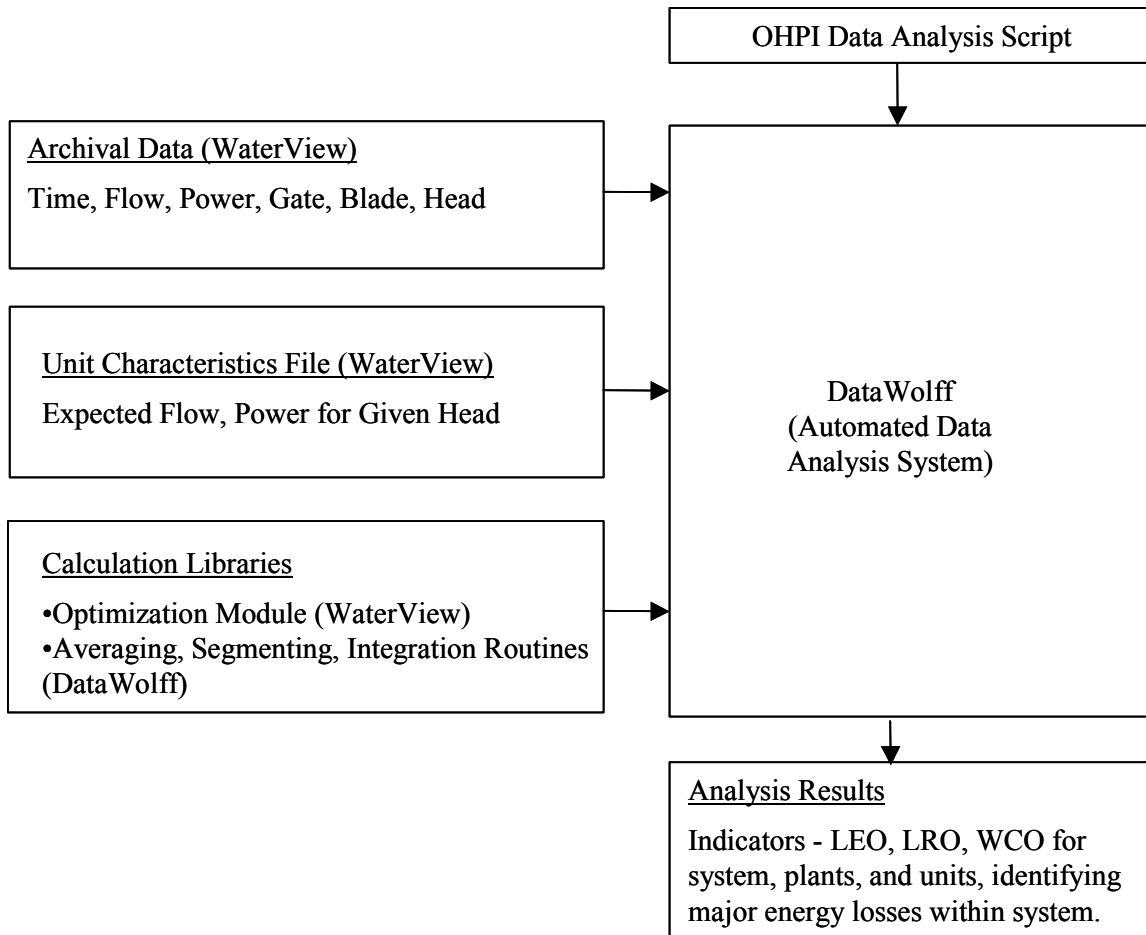 OHPI Data Analysis Script
Archival Data (WaterView)
Time, Flow, Power, Gate, Blade, Head
Unit Characteristics File (WaterView)
Expected Flow, Power for Given Head
Calculation Libraries
•Optimization Module (WaterView)
•Averaging, Segmenting, Integration Routines
(DataWolff)
DataWolff
(Automated Data
Analysis System)
Analysis Results
Indicators - LEO, LRO, WCO for
system, plants, and units, identifying
major energy losses within system.